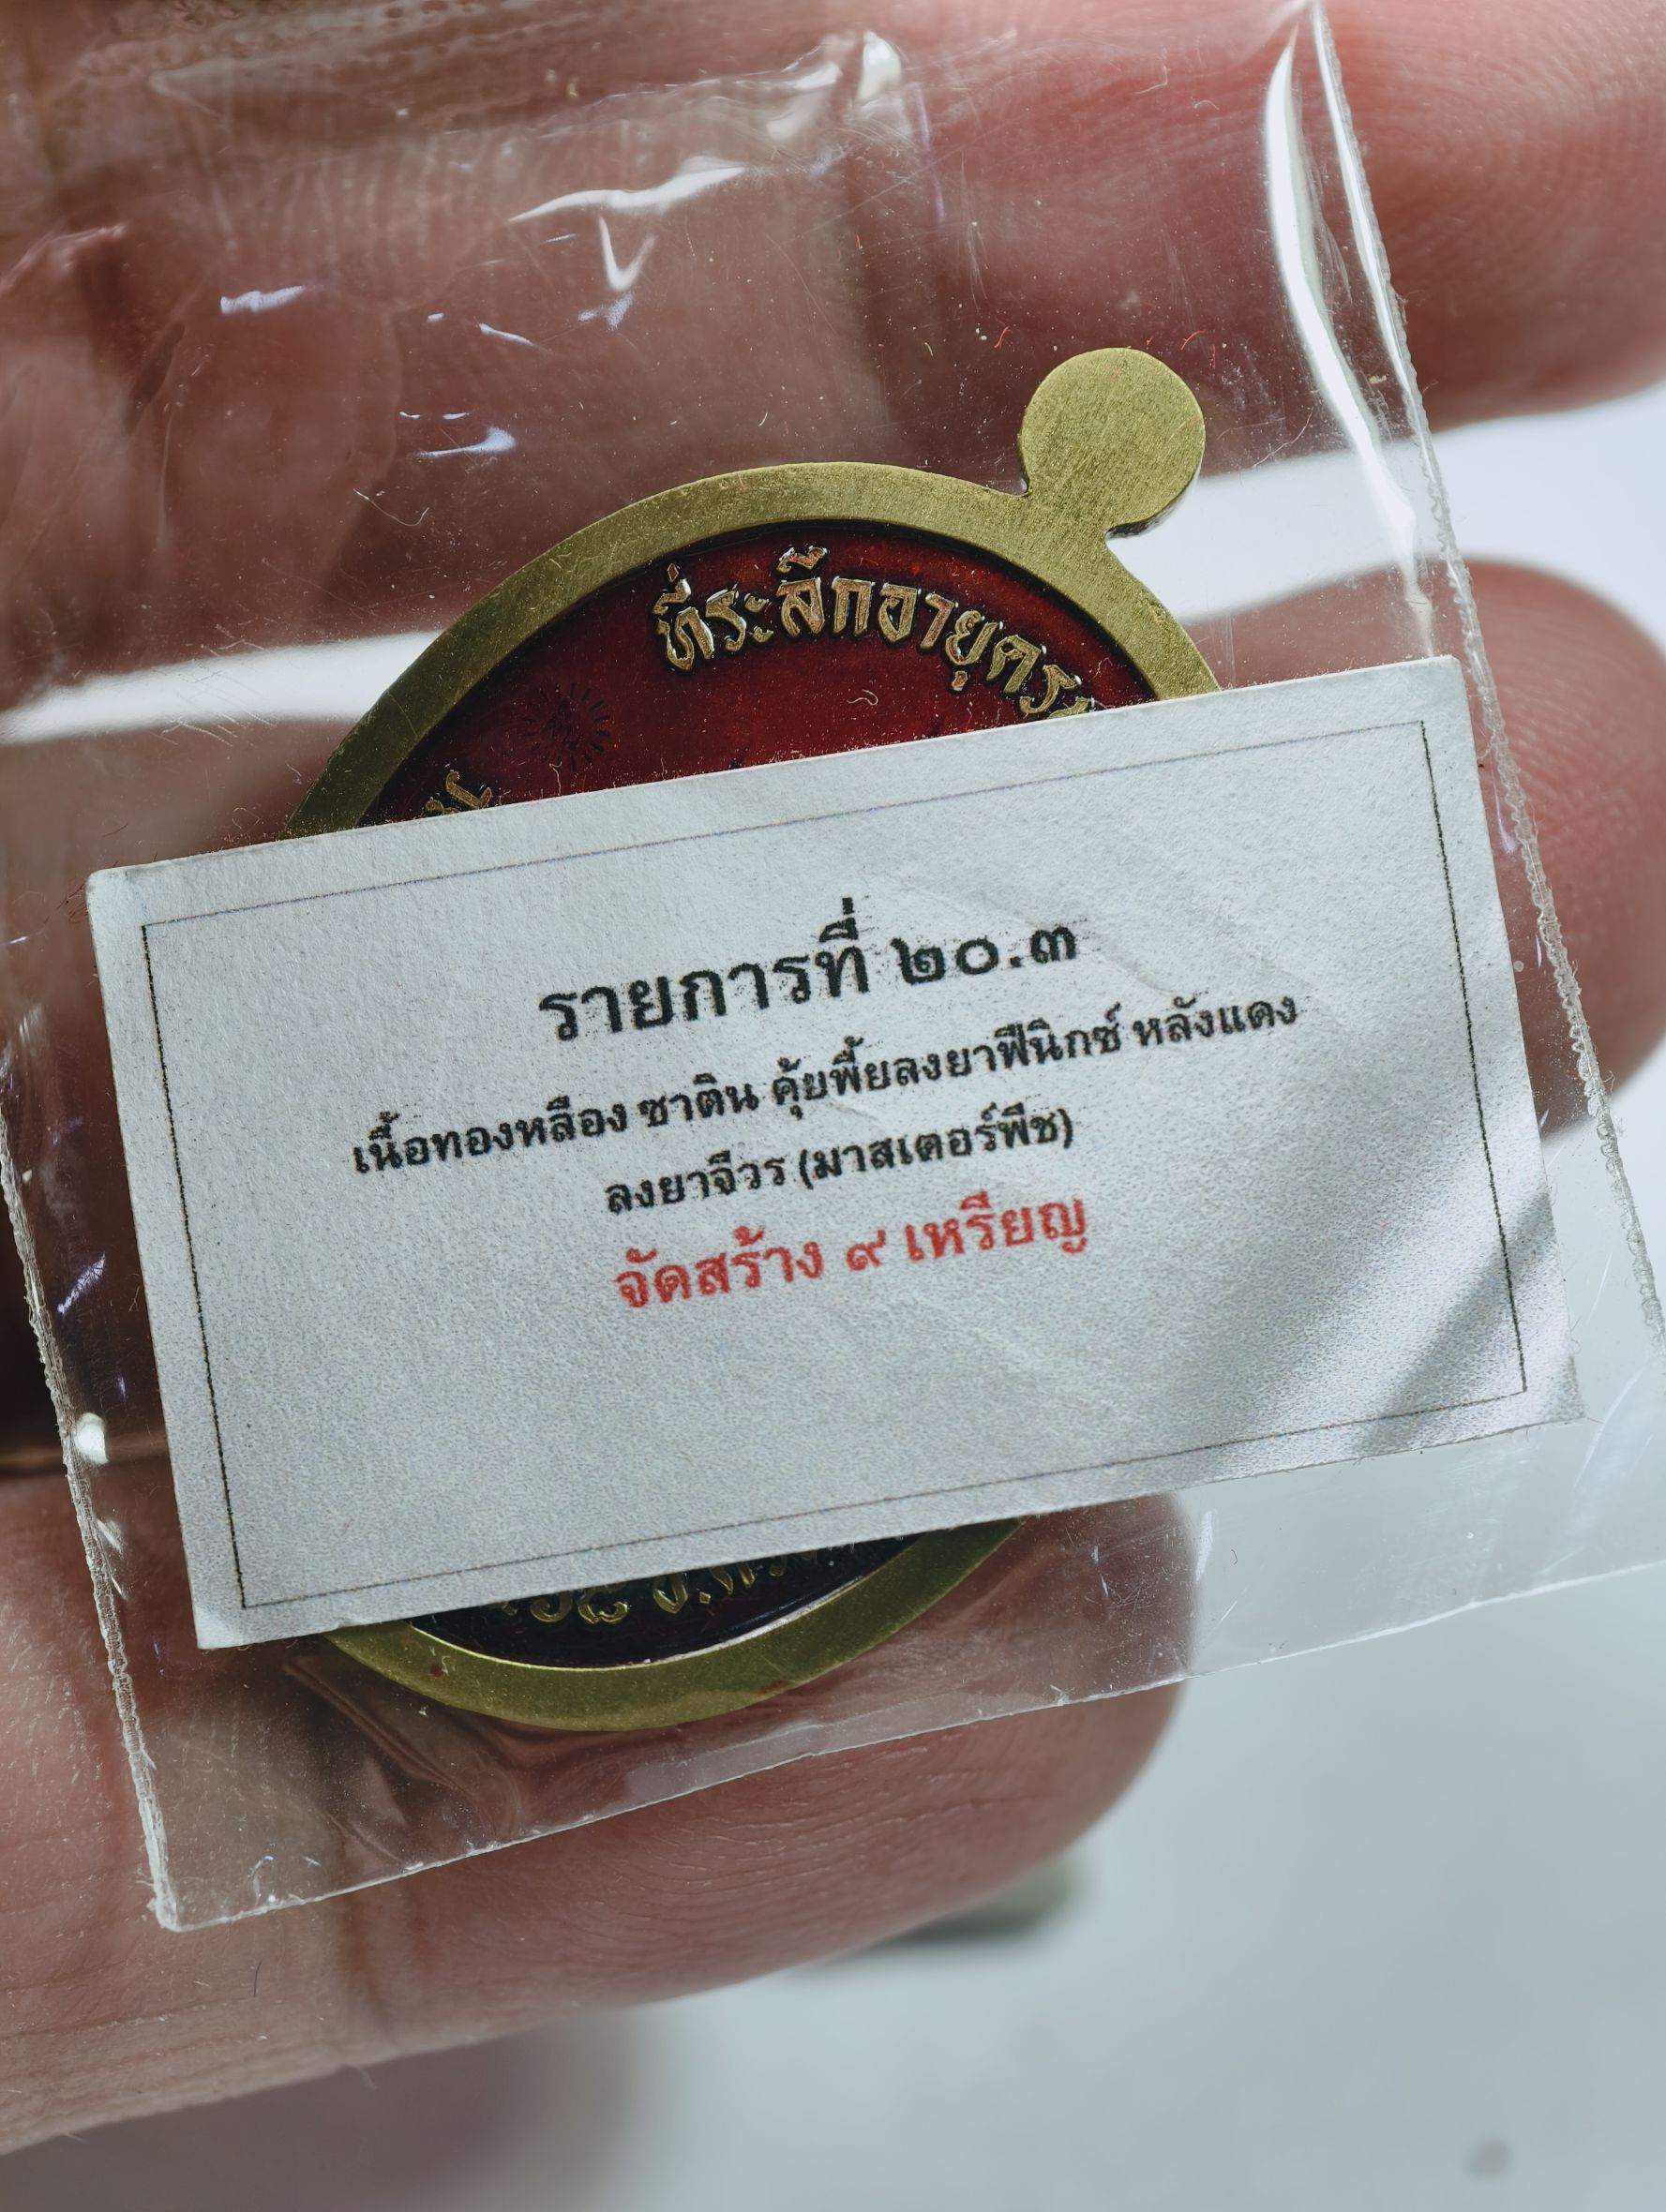 ที่ระลึกอายุคร
รายการที่ ๒๐.๓
เนื้อทองเหลือง ซาติน คุ้ยพี้ยลงยาฟีนิกซ์ หลังแดง
ลงยาจีวร (มาสเตอร์พีช)
จัดสร้าง ๙ เหรียญ